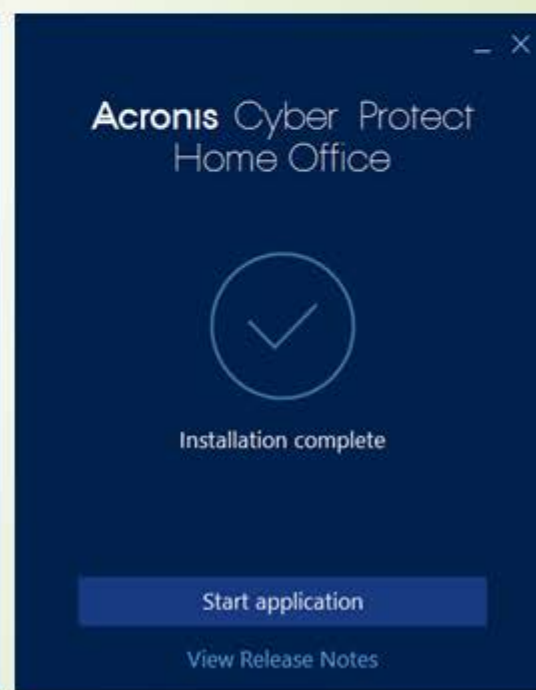 Acronis Cyber Protect
Home Office
Installation complete
Start application
View Release Notes